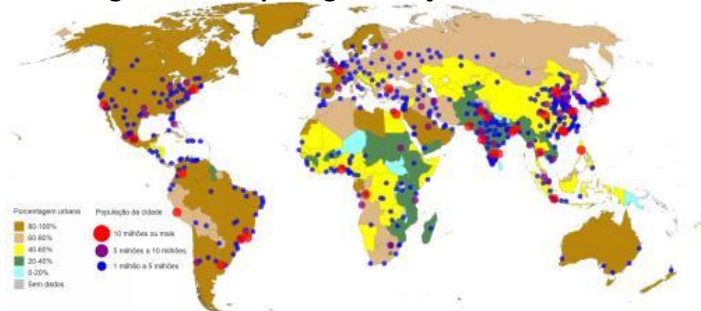 Porcentagem urbana
80-100%
60-80%
40-60%
20-40%
0-20%
Sem dados
População da cidade
10 milhões ou mais
5 milhões a 10 milhões
1 milhão a 5 milhões